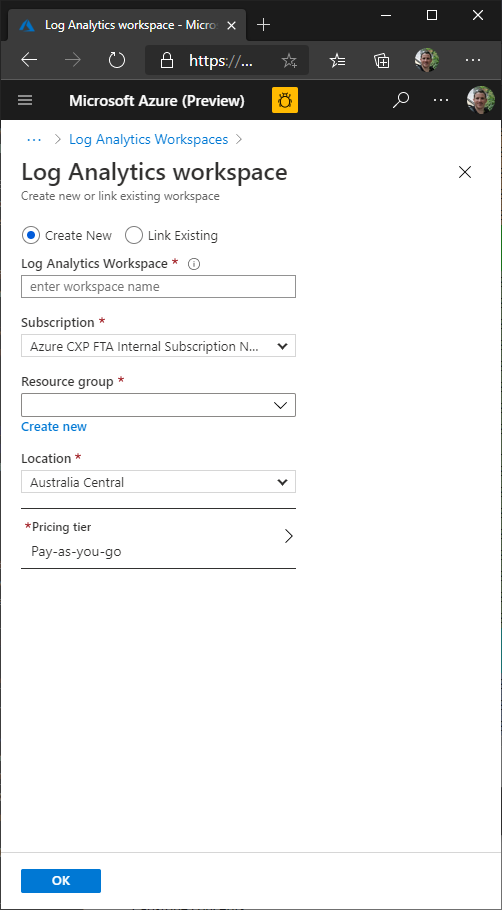 Log Analytics workspace - Micros
https://...
Microsoft Azure (Preview)
... > Log Analytics Workspaces >
Log Analytics workspace
Create new or link existing workspace
Create New Link Existing
Log Analytics Workspace *
enter workspace name
Subscription *
Azure CXP FTA Internal Subscription N...
Resource group *
Create new
Location *
Australia Central
*Pricing tier
Pay-as-you-go
OK